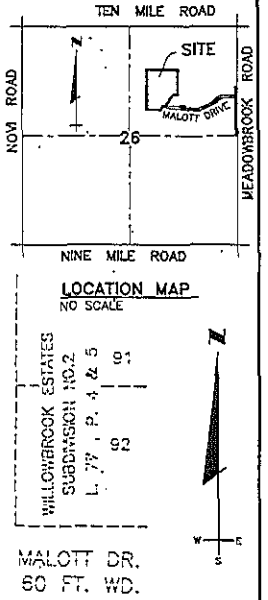 TEN MILE ROAD
SITE
N
NOVI ROAD
MEADOWBROOK ROAD
MALOTT DRIVE
26
NINE MILE ROAD
LOCATION MAP
NO SCALE
WILLOWBROOK ESTATES
SUBDIVISION NO.2
L. 77 , P. 4 & 5
91
92
N
W E
S
MALOTT DR.
60 FT. WD.